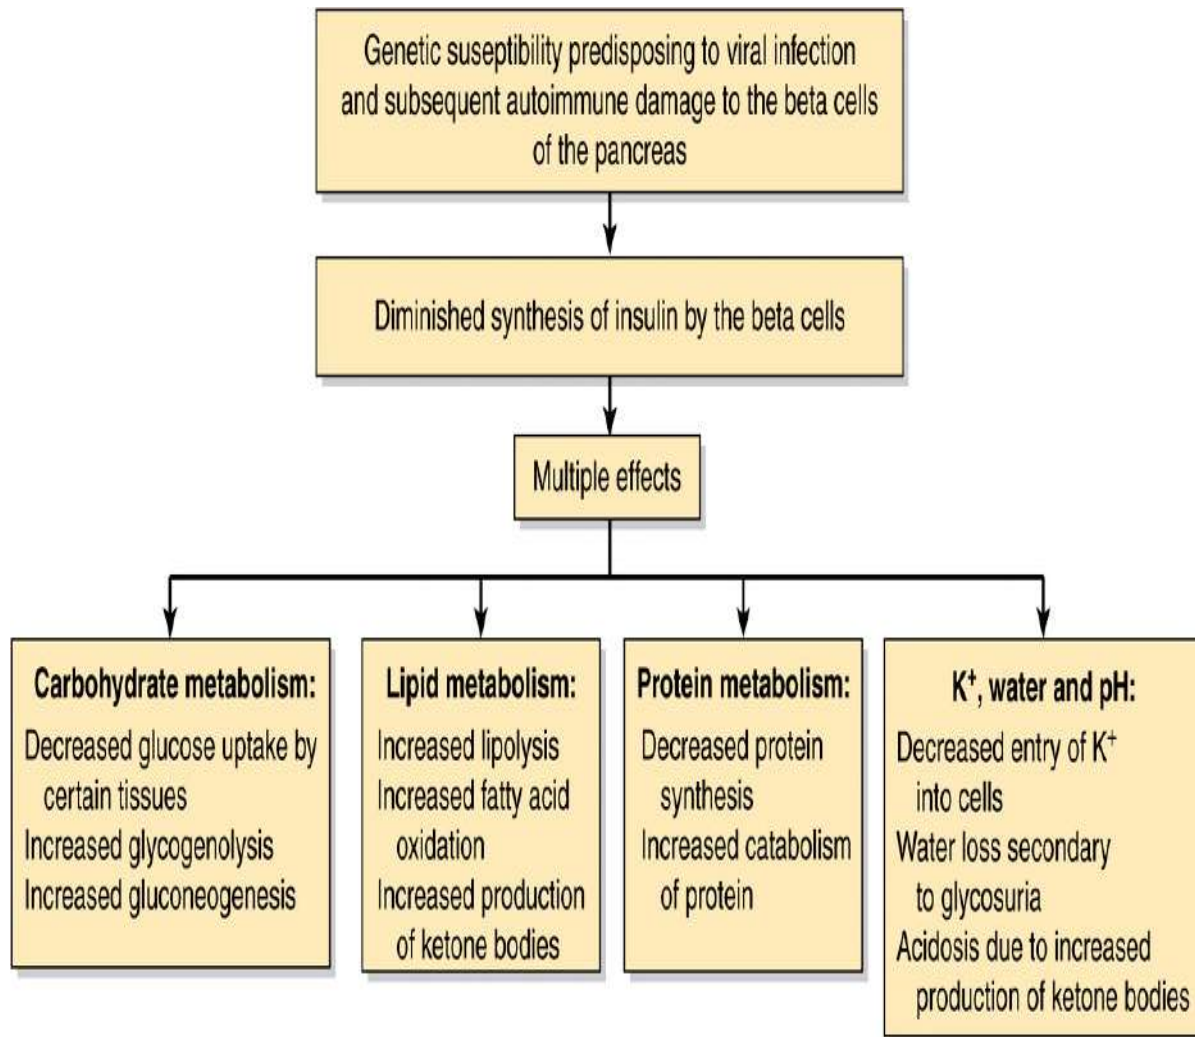 Genetic suseptibility predisposing to viral infection
and subsequent autoimmune damage to the beta cells
of the pancreas
Diminished synthesis of insulin by the beta cells
Multiple effects
Carbohydrate metabolism:
Decreased glucose uptake by
certain tissues
Increased glycogenolysis
Increased gluconeogenesis
Lipid metabolism:
Increased lipolysis
Increased fatty acid
oxidation
Increased production
of ketone bodies
Protein metabolism:
Decreased protein
synthesis
Increased catabolism
of protein
K⁺, water and pH:
Decreased entry of K⁺
into cells
Water loss secondary
to glycosuria
Acidosis due to increased
production of ketone bodies